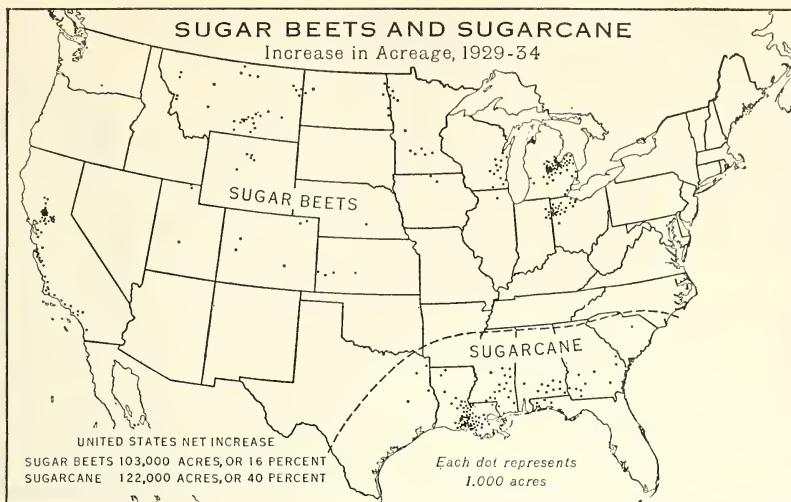 SUGAR BEETS AND SUGARCANE
Increase in Acreage, 1929-34
SUGAR BEETS
SUGARCANE
UNITED STATES NET INCREASE
SUGAR BEETS 103,000 ACRES, OR 16 PERCENT
SUGARCANE 122,000 ACRES, OR 40 PERCENT
Each dot represents
1,000 acres